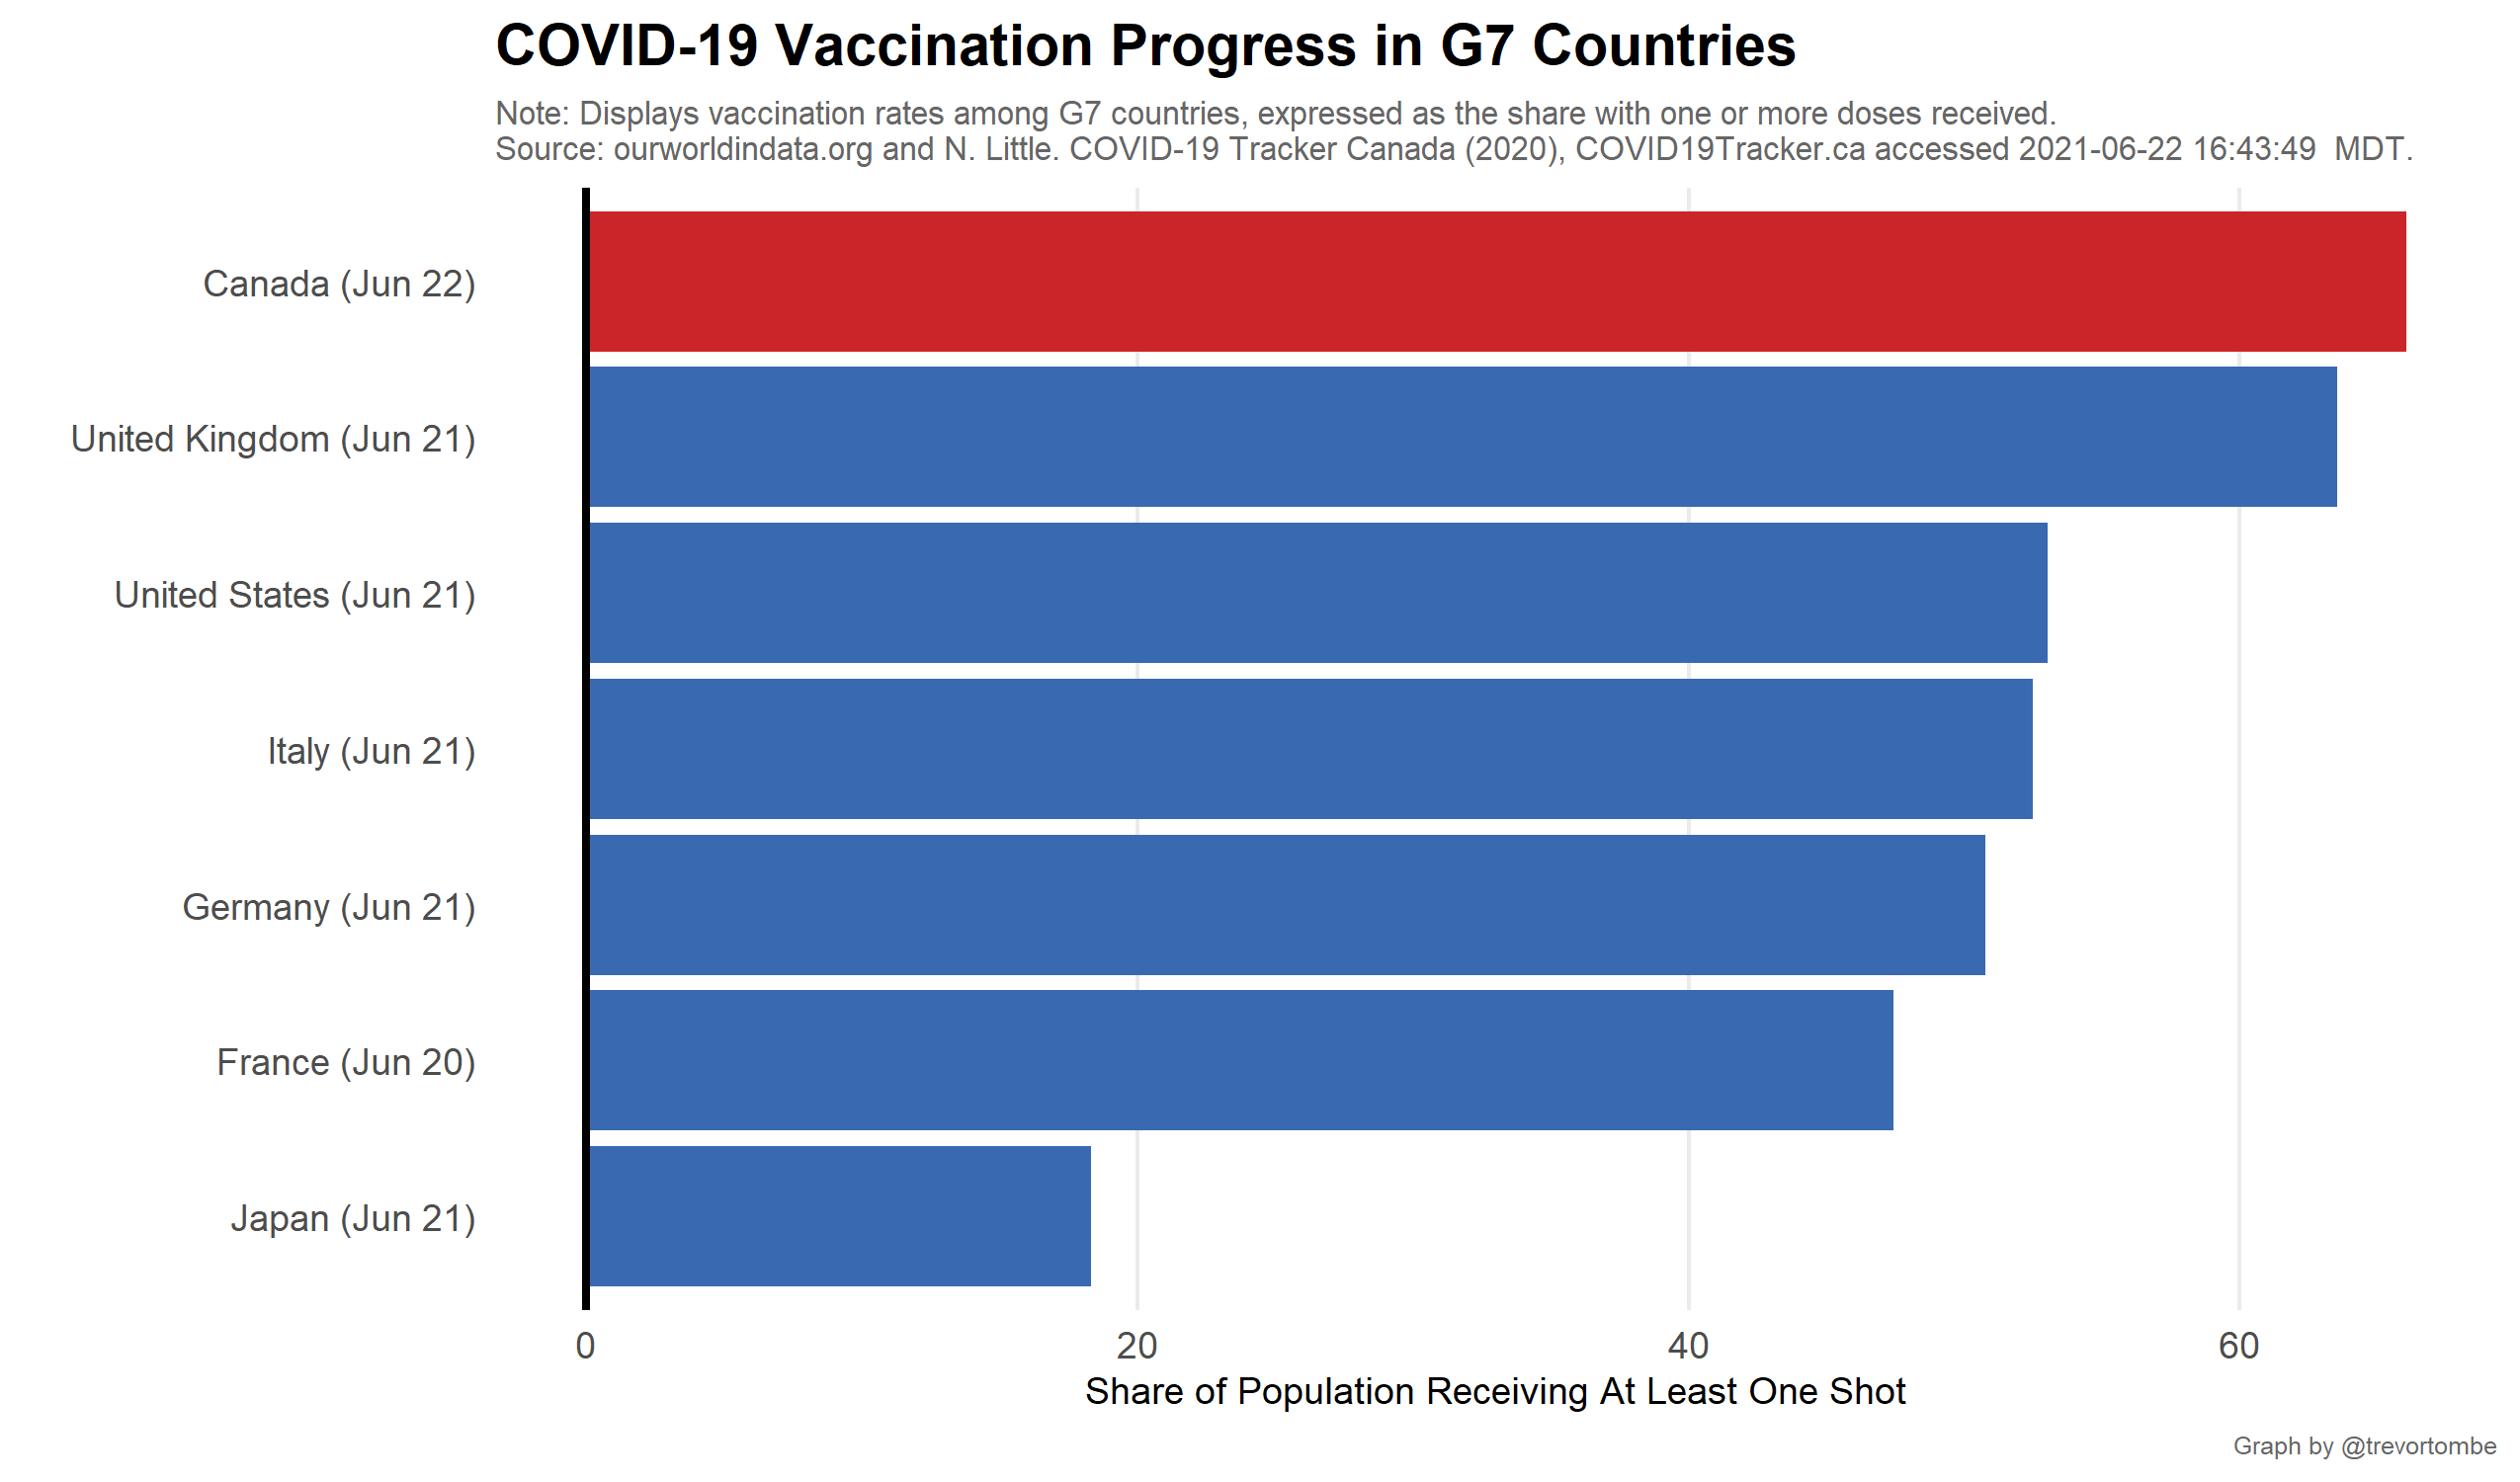 COVID-19 Vaccination Progress in G7 Countries
Note: Displays vaccination rates among G7 countries, expressed as the share with one or more doses received.
Source: ourworldindata.org and N. Little. COVID-19 Tracker Canada (2020), COVID19Tracker.ca accessed 2021-06-22 16:43:49  MDT.
Canada (Jun 22)
United Kingdom (Jun 21)
United States (Jun 21)
Italy (Jun 21)
Germany (Jun 21)
France (Jun 20)
Japan (Jun 21)
0 20 40 60
Share of Population Receiving At Least One Shot
Graph by @trevortombe